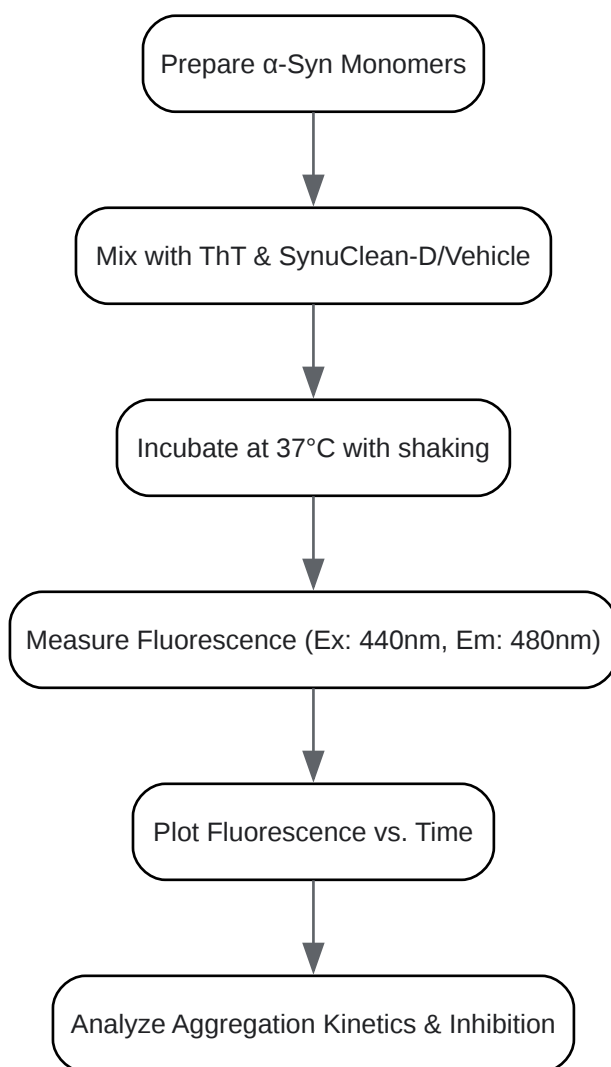 Prepare α-Syn Monomers
Mix with ThT & SynuClean-D/Vehicle
Incubate at 37°C with shaking
Measure Fluorescence (Ex: 440nm, Em: 480nm)
Plot Fluorescence vs. Time
Analyze Aggregation Kinetics & Inhibition